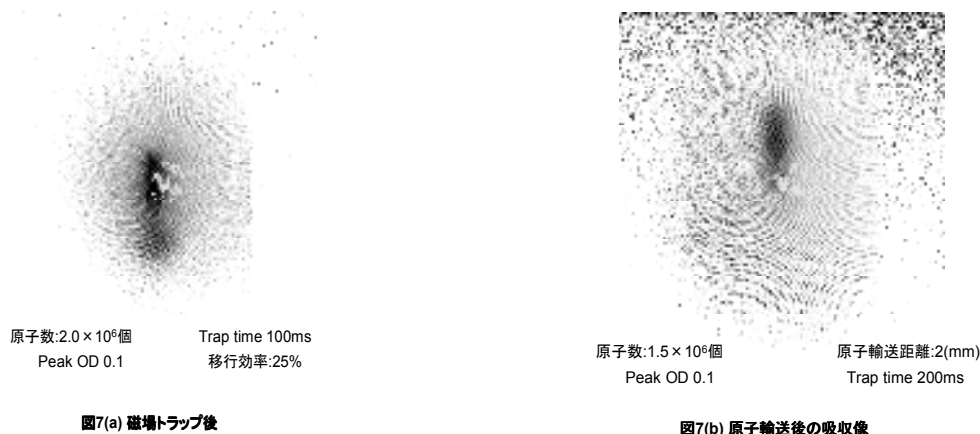 原子数:2.0×10⁶個 Trap time 100ms
Peak OD 0.1 移行効率:25%
図7(a) 磁場トラップ後
原子数:1.5×10⁶個 原子輸送距離:2(mm)
Peak OD 0.1 Trap time 200ms
図7(b) 原子輸送後の吸収像